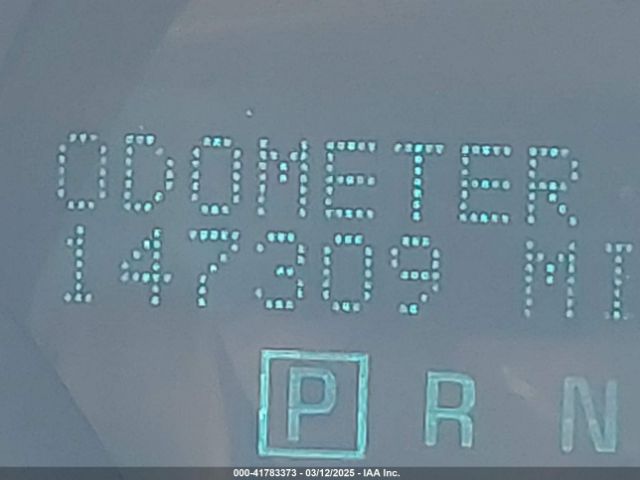 ODOMETER
147309 MI
P R N
000-41783373 - 03/12/2025 - IAA Inc.